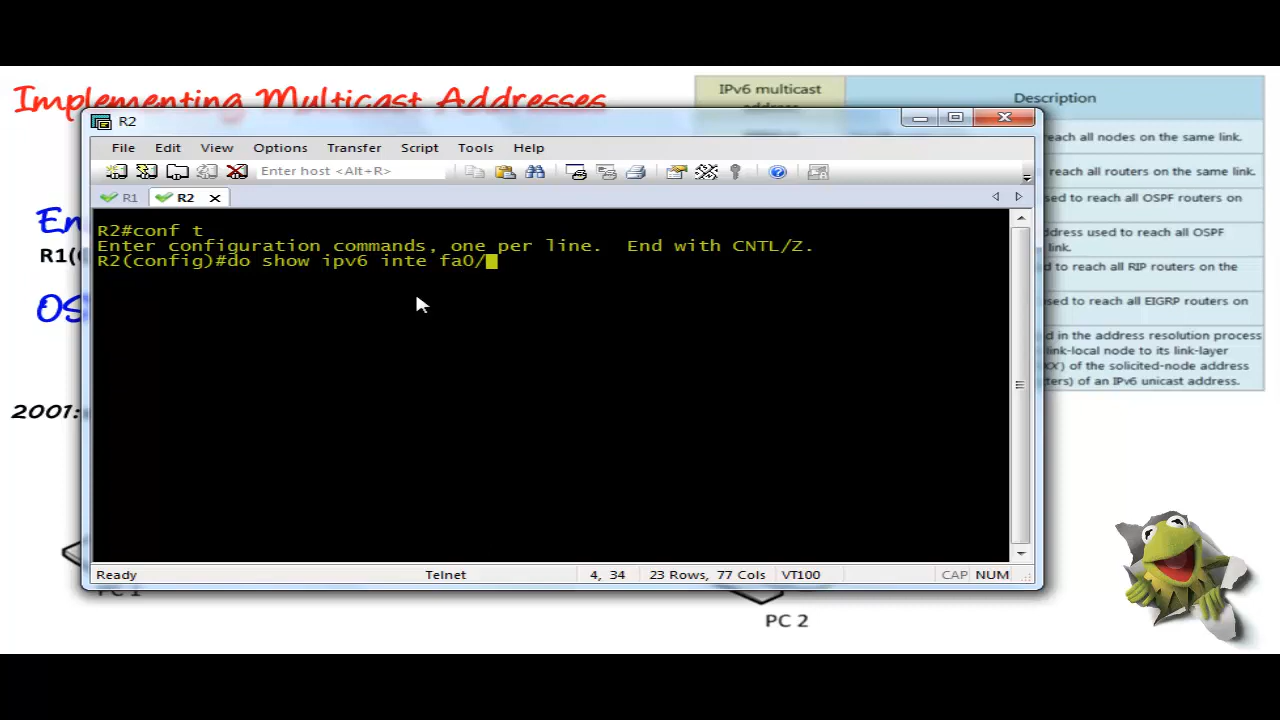 Implementing Multicast Addresses
IPv6 multicast
Description
reach all nodes on the same link.
reach all routers on the same link.
used to reach all OSPF routers on
ddress used to reach all OSPF
link.
d to reach all RIP routers on the
used to reach all EIGRP routers on
d in the address resolution process
link-local node to its link-layer
of the solicited-node address
ters) of an IPv6 unicast address.
En
R1(
OS
2001:
R2
File Edit View Options Transfer Script Tools Help
Enter host <Alt+R>
R1 R2
R2#conf t
Enter configuration commands, one per line.  End with CNTL/Z.
R2(config)#do show ipv6 inte fa0/
Ready Telnet 4, 34 23 Rows, 77 Cols VT100 CAP NUM
PC 2